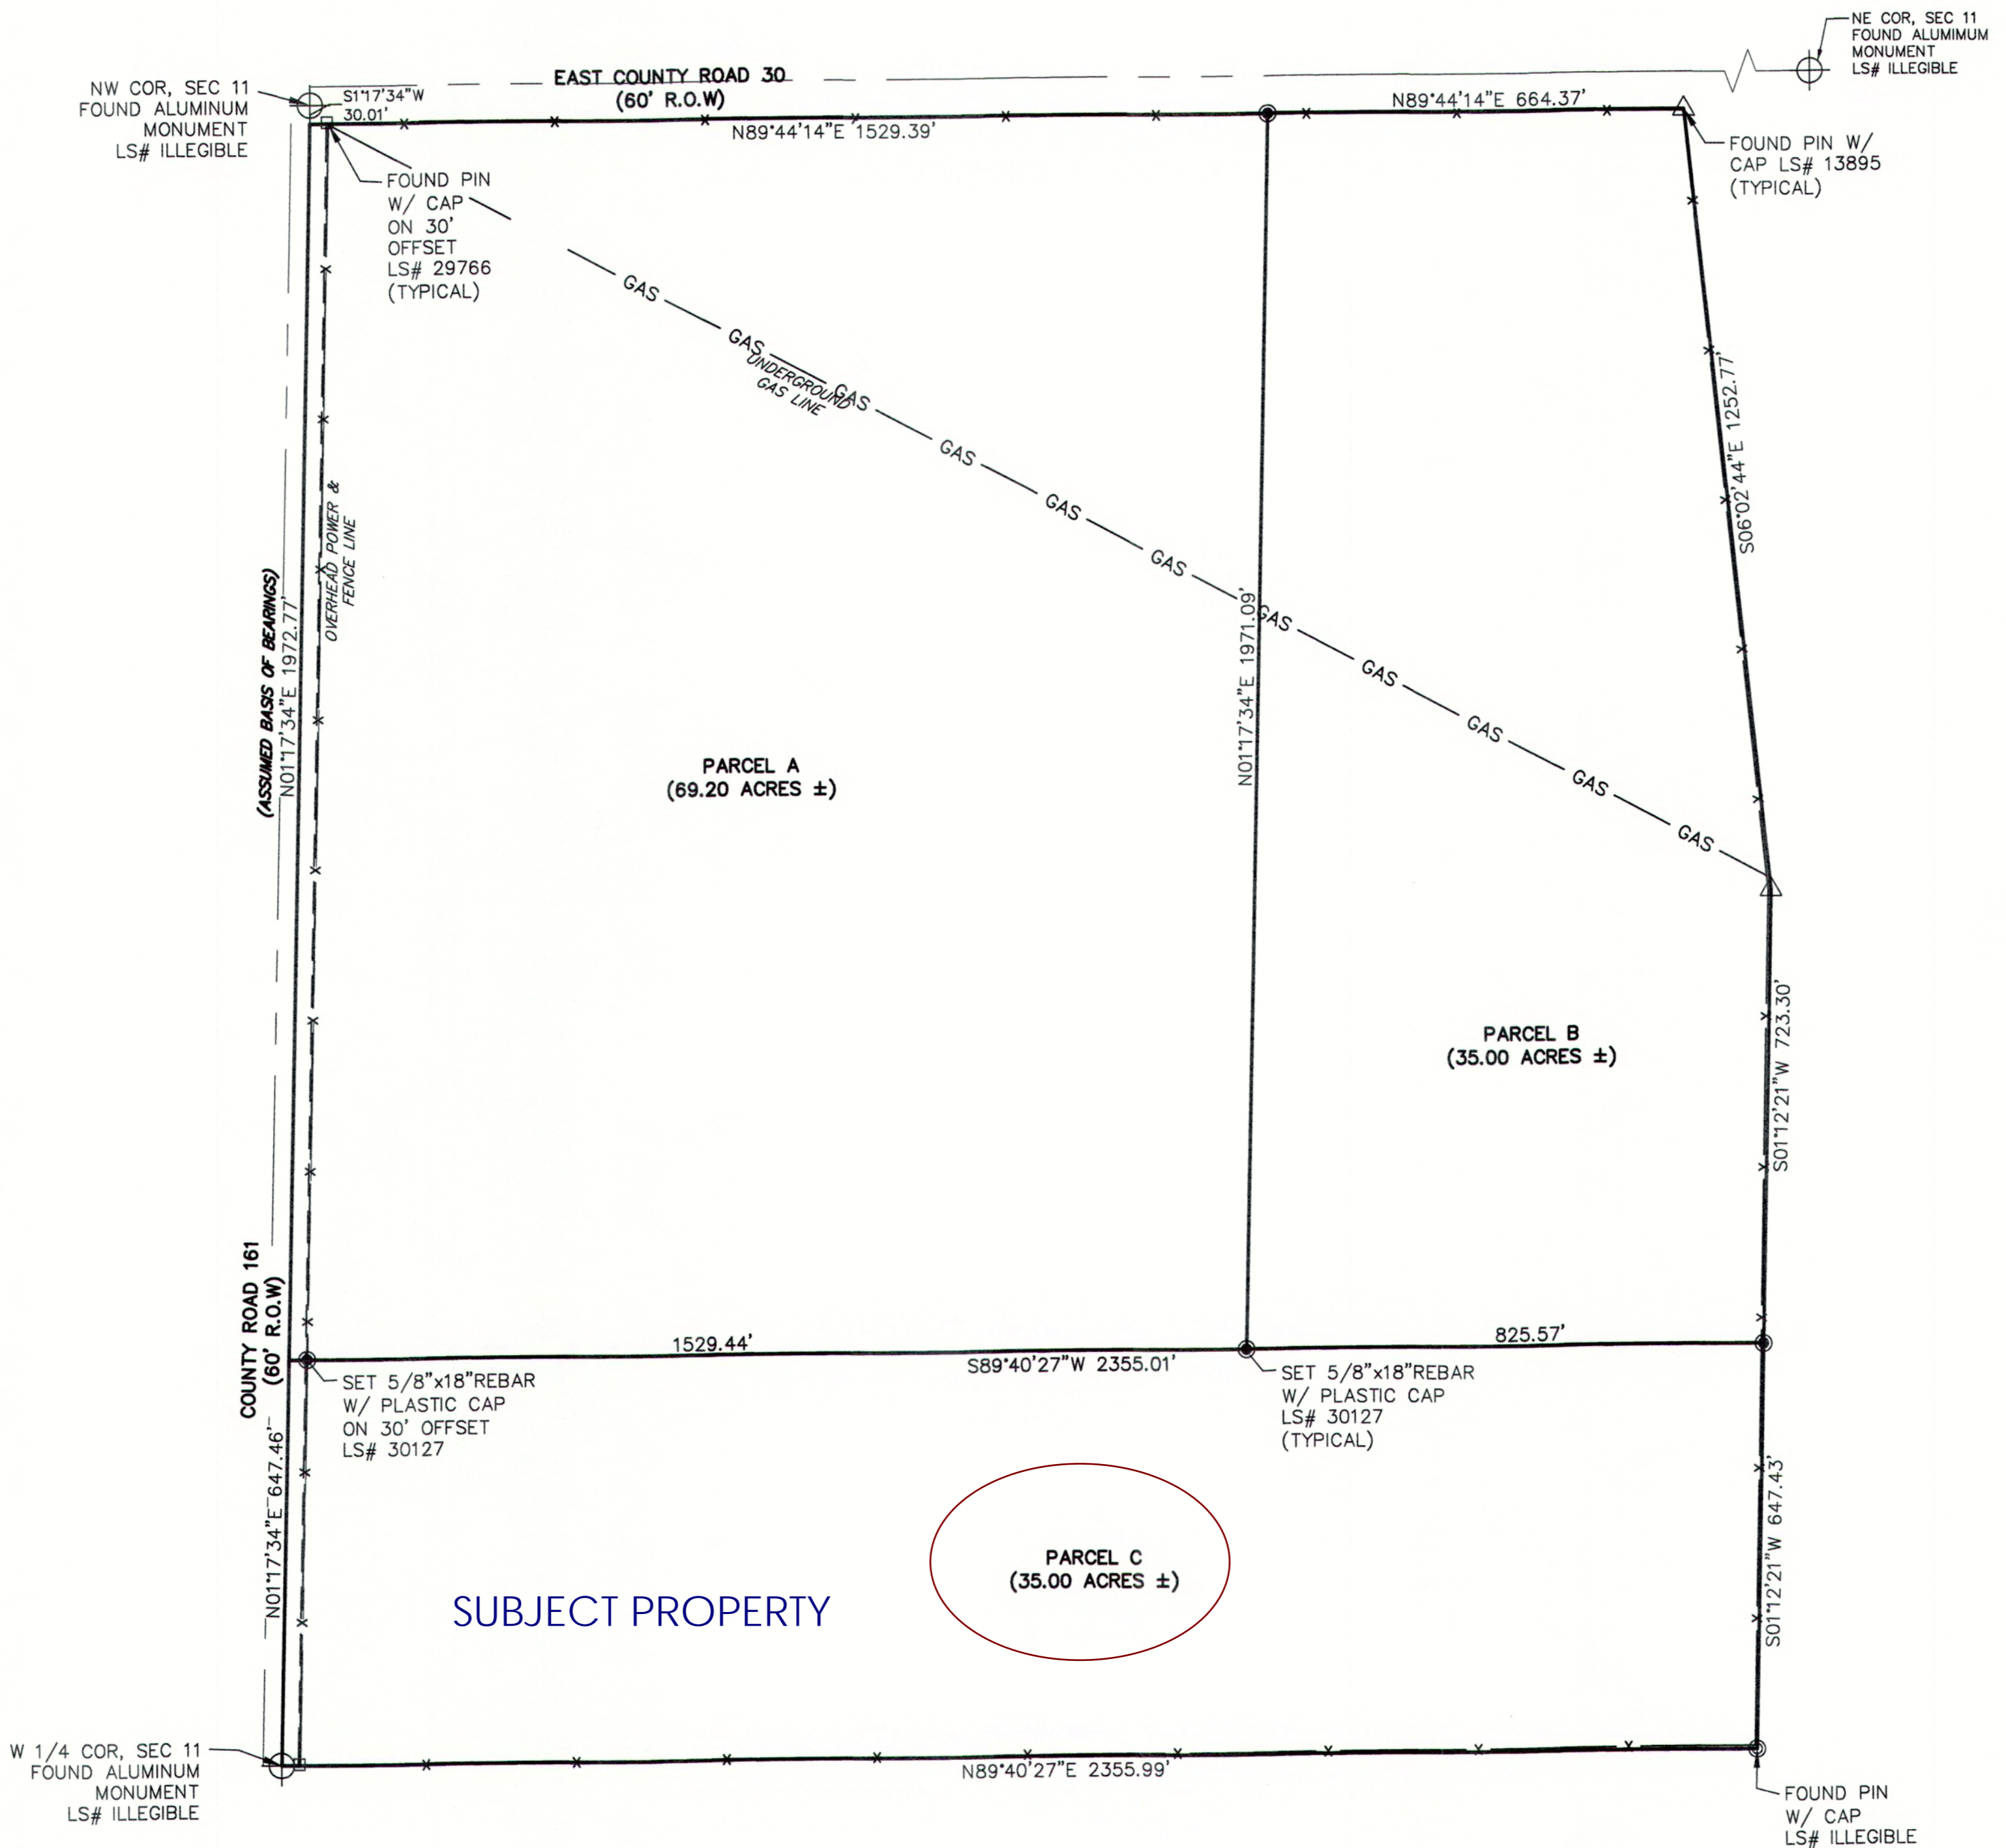 NE COR, SEC 11
FOUND ALUMIMUM
MONUMENT
LS# ILLEGIBLE
NW COR, SEC 11
FOUND ALUMINUM
MONUMENT
LS# ILLEGIBLE
EAST COUNTY ROAD 30
(60' R.O.W)
S1°17'34"W
30.01'
N89°44'14"E 1529.39'
N89°44'14"E 664.37'
FOUND PIN W/
CAP LS# 13895
(TYPICAL)
FOUND PIN
W/ CAP
ON 30'
OFFSET
LS# 29766
(TYPICAL)
GAS
GAS
UNDERGROUND
GAS LINE
GAS
GAS
GAS
GAS
GAS
GAS
GAS
GAS
GAS
S06°02'44"E 1252.77'
OVERHEAD POWER &
FENCE LINE
(ASSUMED BASIS OF BEARINGS)
N01°17'34"E 1972.77'
N01°17'34"E 1971.09'
PARCEL A
(69.20 ACRES ±)
PARCEL B
(35.00 ACRES ±)
S01°12'21"W 723.30'
COUNTY ROAD 161
(60' R.O.W)
1529.44'
825.57'
S89°40'27"W 2355.01'
SET 5/8"x18"REBAR
W/ PLASTIC CAP
ON 30' OFFSET
LS# 30127
SET 5/8"x18"REBAR
W/ PLASTIC CAP
LS# 30127
(TYPICAL)
N01°17'34"E 647.46'
S01°12'21"W 647.43'
PARCEL C
(35.00 ACRES ±)
SUBJECT PROPERTY
W 1/4 COR, SEC 11
FOUND ALUMINUM
MONUMENT
LS# ILLEGIBLE
N89°40'27"E 2355.99'
FOUND PIN
W/ CAP
LS# ILLEGIBLE